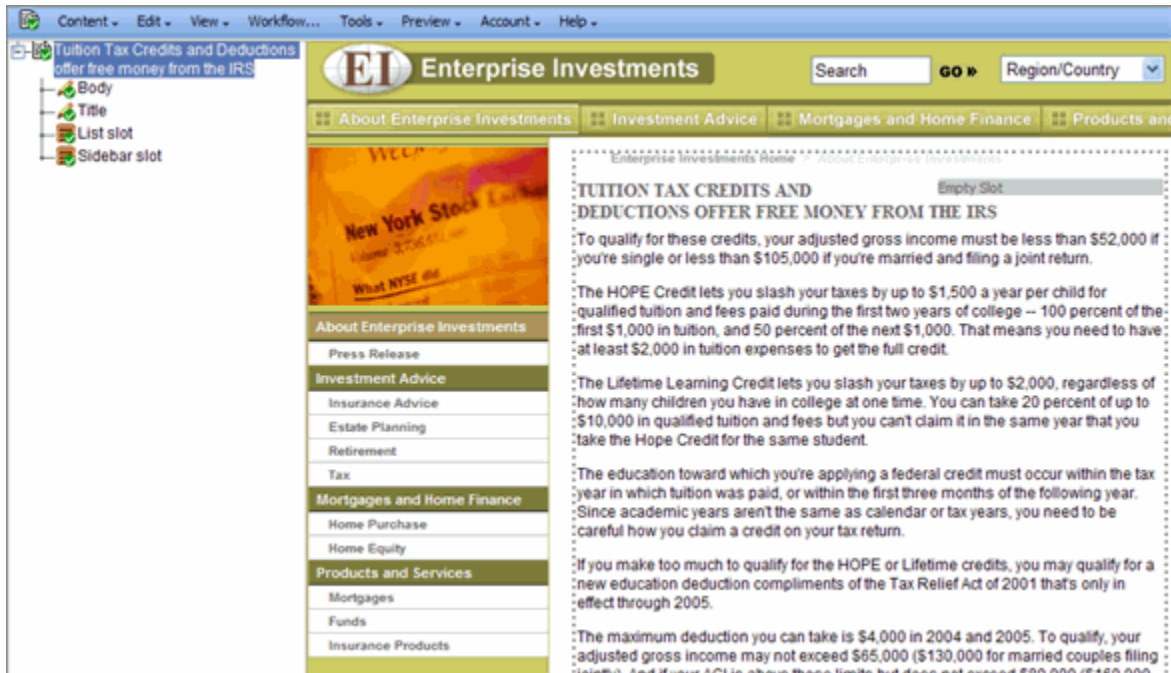 Content Edit View Workflow... Tools Preview Account Help
Tuition Tax Credits and Deductions
offer free money from the IRS
Body
Title
List slot
Sidebar slot
EI Enterprise Investments
Search GO Region/Country
About Enterprise Investments Investment Advice Mortgages and Home Finance Products and
New York Stock
What NYSE did
About Enterprise Investments
Press Release
Investment Advice
Insurance Advice
Estate Planning
Retirement
Tax
Mortgages and Home Finance
Home Purchase
Home Equity
Products and Services
Mortgages
Funds
Insurance Products
Enterprise Investments Home > About Enterprise Investments
Empty Slot
TUITION TAX CREDITS AND
DEDUCTIONS OFFER FREE MONEY FROM THE IRS
To qualify for these credits, your adjusted gross income must be less than $52,000 if
you're single or less than $105,000 if you're married and filing a joint return.
The HOPE Credit lets you slash your taxes by up to $1,500 a year per child for
qualified tuition and fees paid during the first two years of college -- 100 percent of the
first $1,000 in tuition, and 50 percent of the next $1,000. That means you need to have
at least $2,000 in tuition expenses to get the full credit.
The Lifetime Learning Credit lets you slash your taxes by up to $2,000, regardless of
how many children you have in college at one time. You can take 20 percent of up to
$10,000 in qualified tuition and fees but you can't claim it in the same year that you
take the Hope Credit for the same student.
The education toward which you're applying a federal credit must occur within the tax
year in which tuition was paid, or within the first three months of the following year.
Since academic years aren't the same as calendar or tax years, you need to be
careful how you claim a credit on your tax return.
If you make too much to qualify for the HOPE or Lifetime credits, you may qualify for a
new education deduction compliments of the Tax Relief Act of 2001 that's only in
effect through 2005.
The maximum deduction you can take is $4,000 in 2004 and 2005. To qualify, your
adjusted gross income may not exceed $65,000 ($130,000 for married couples filing
jointly). And if your AGI is above these limits but does not exceed $80,000 ($160,000